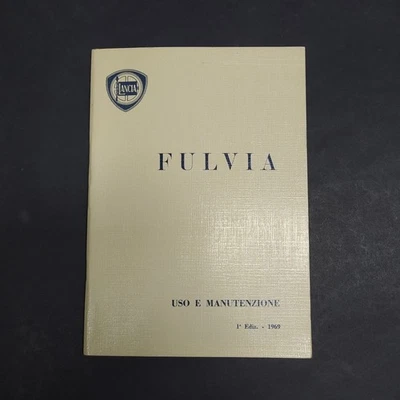 LANCIA
FULVIA
USO E MANUTENZIONE
1ª Ediz. - 1969